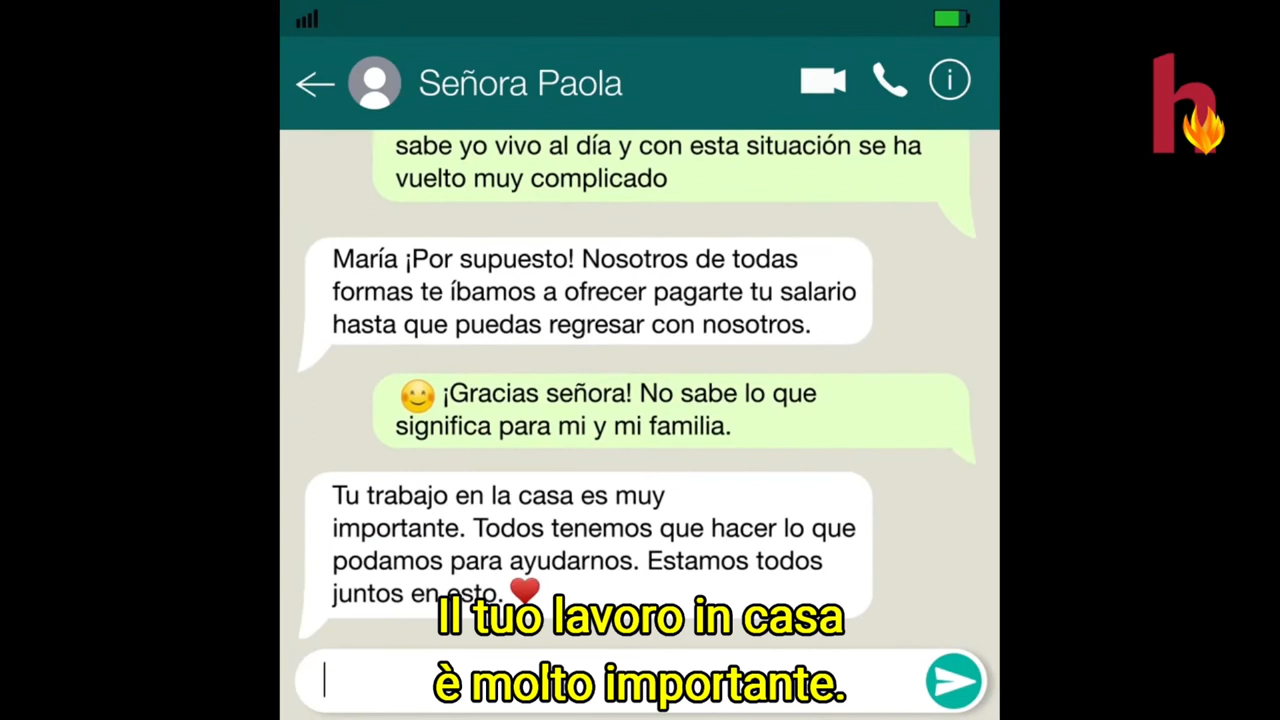 Señora Paola
h
sabe yo vivo al día y con esta situación se ha
vuelto muy complicado
María ¡Por supuesto! Nosotros de todas
formas te íbamos a ofrecer pagarte tu salario
hasta que puedas regresar con nosotros.
😊 ¡Gracias señora! No sabe lo que
significa para mi y mi familia.
Tu trabajo en la casa es muy
importante. Todos tenemos que hacer lo que
podamos para ayudarnos. Estamos todos
juntos en esto. ♥
Il tuo lavoro in casa
è molto importante.